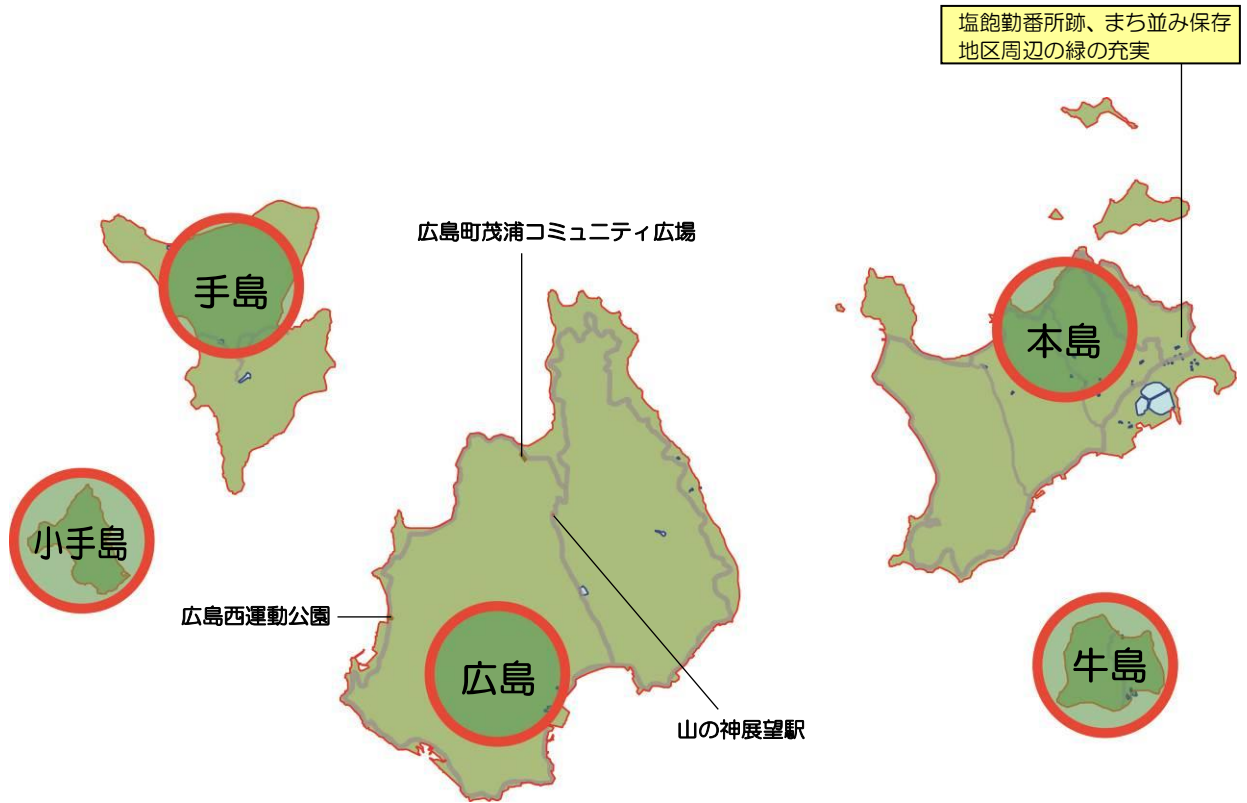 塩飽勤番所跡、まち並み保存
地区周辺の緑の充実
広島町茂浦コミュニティ広場
手島
本島
小手島
広島西運動公園
広島
牛島
山の神展望駅